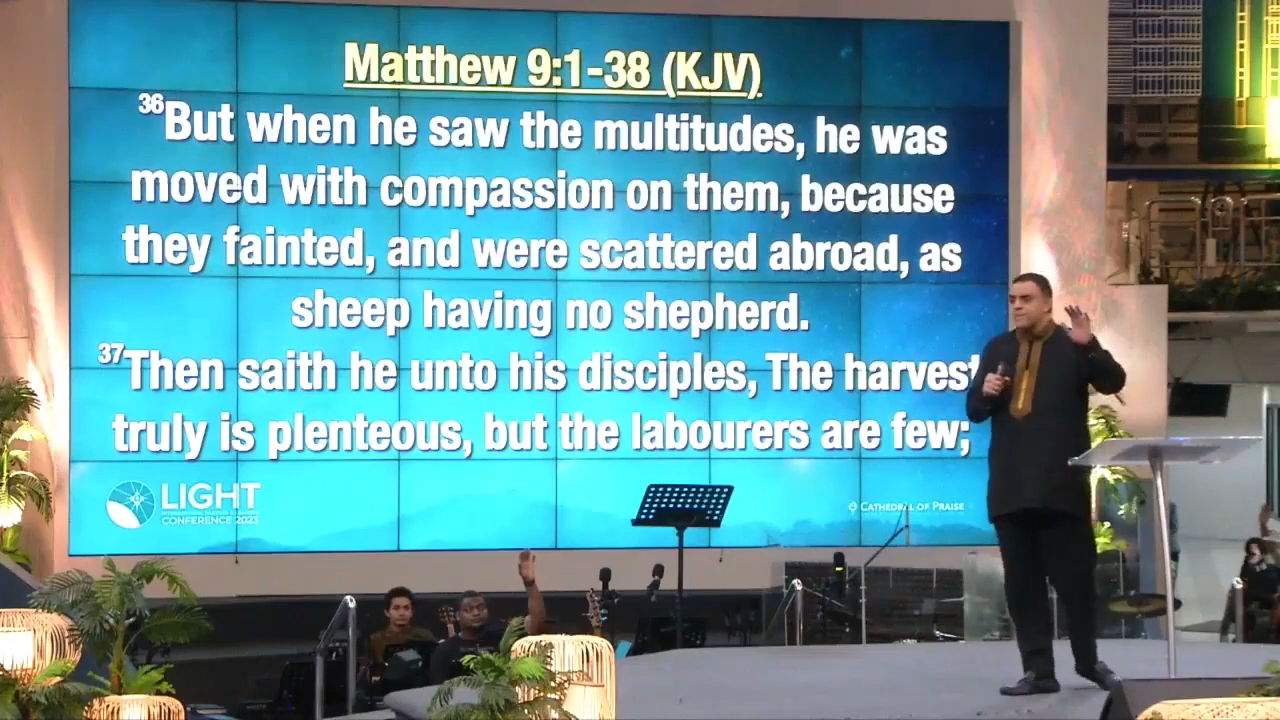 Matthew 9:1-38 (KJV)
36But when he saw the multitudes, he was
moved with compassion on them, because
they fainted, and were scattered abroad, as
sheep having no shepherd.
37Then saith he unto his disciples, The harvest
truly is plenteous, but the labourers are few;
LIGHT
CONFERENCE 2023
CATHEDRAL OF PRAISE